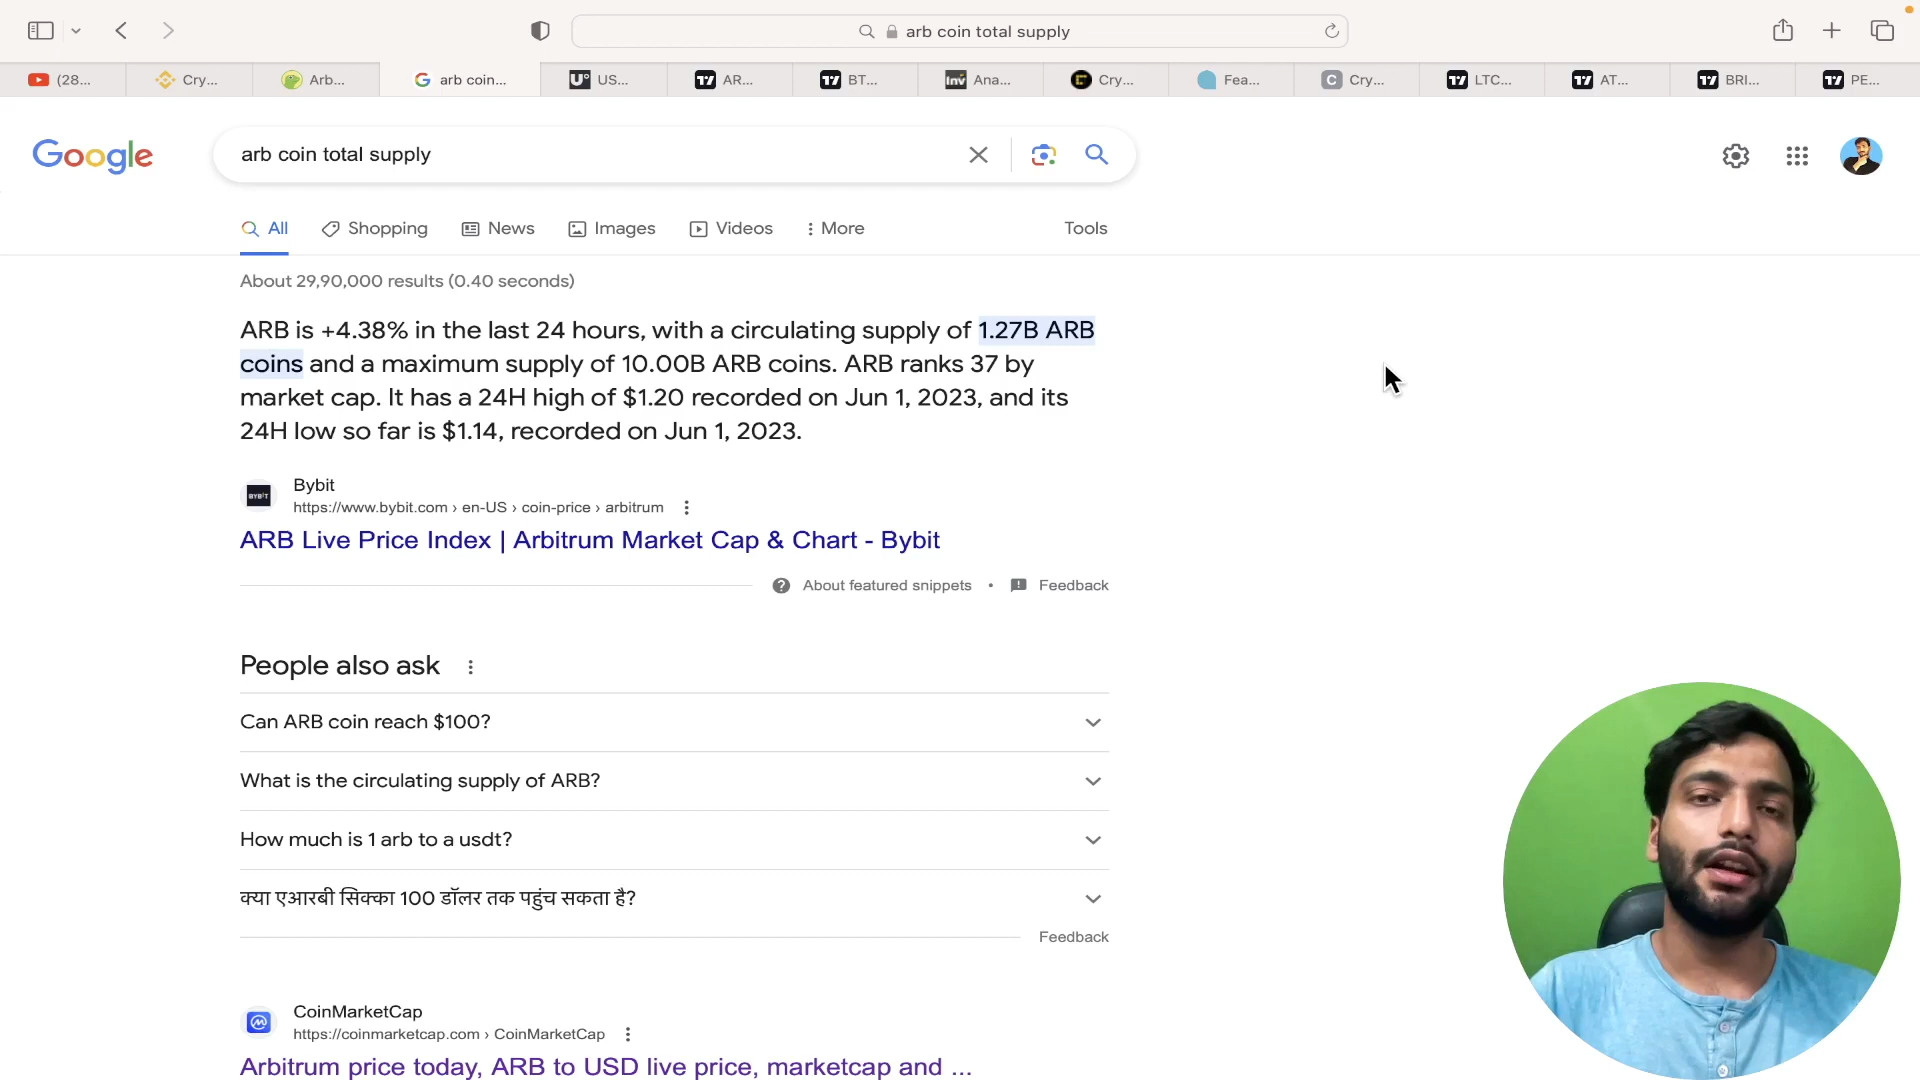 arb coin total supply
(28...
Cry...
Arb...
arb coin...
US...
AR...
BT...
Ana...
Cry...
Fea...
Cry...
LTC...
AT...
BRI...
PE...
Google
arb coin total supply
All
Shopping
News
Images
Videos
More
Tools
About 29,90,000 results (0.40 seconds)
ARB is +4.38% in the last 24 hours, with a circulating supply of 1.27B ARB
coins and a maximum supply of 10.00B ARB coins. ARB ranks 37 by
market cap. It has a 24H high of $1.20 recorded on Jun 1, 2023, and its
24H low so far is $1.14, recorded on Jun 1, 2023.
Bybit
https://www.bybit.com › en-US › coin-price › arbitrum
ARB Live Price Index | Arbitrum Market Cap & Chart - Bybit
About featured snippets • Feedback
People also ask
Can ARB coin reach $100?
What is the circulating supply of ARB?
How much is 1 arb to a usdt?
क्या एआरबी सिक्का 100 डॉलर तक पहुंच सकता है?
Feedback
CoinMarketCap
https://coinmarketcap.com › CoinMarketCap
Arbitrum price today, ARB to USD live price, marketcap and ...